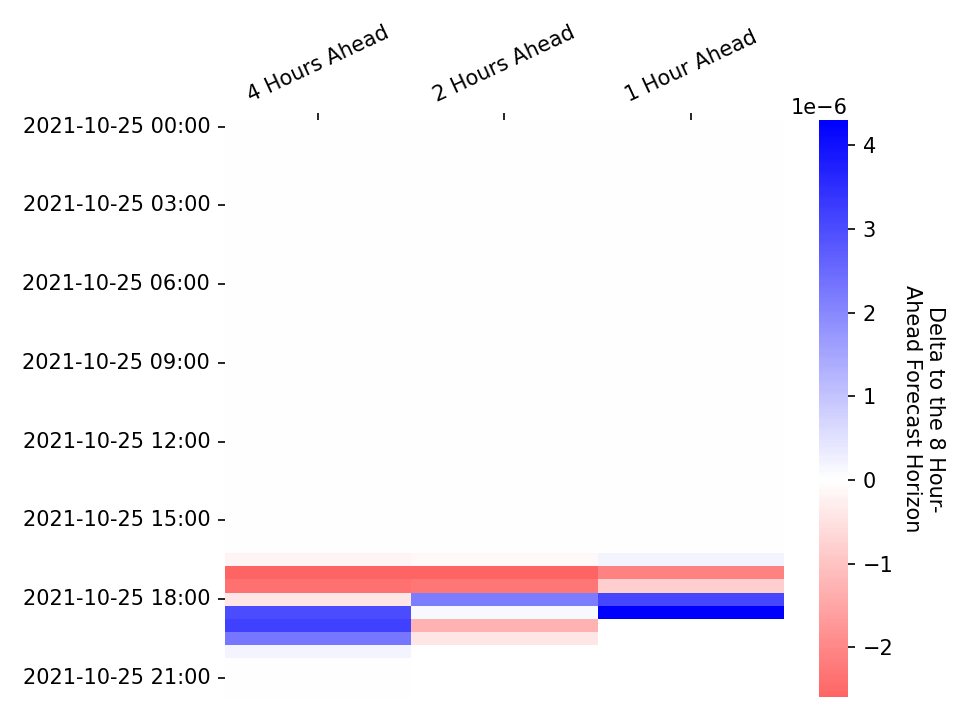 4 Hours Ahead
2 Hours Ahead
1 Hour Ahead
1e−6
2021-10-25 00:00
2021-10-25 03:00
2021-10-25 06:00
2021-10-25 09:00
2021-10-25 12:00
2021-10-25 15:00
2021-10-25 18:00
2021-10-25 21:00
4
3
2
1
0
−1
−2
Delta to the 8 Hour-
Ahead Forecast Horizon